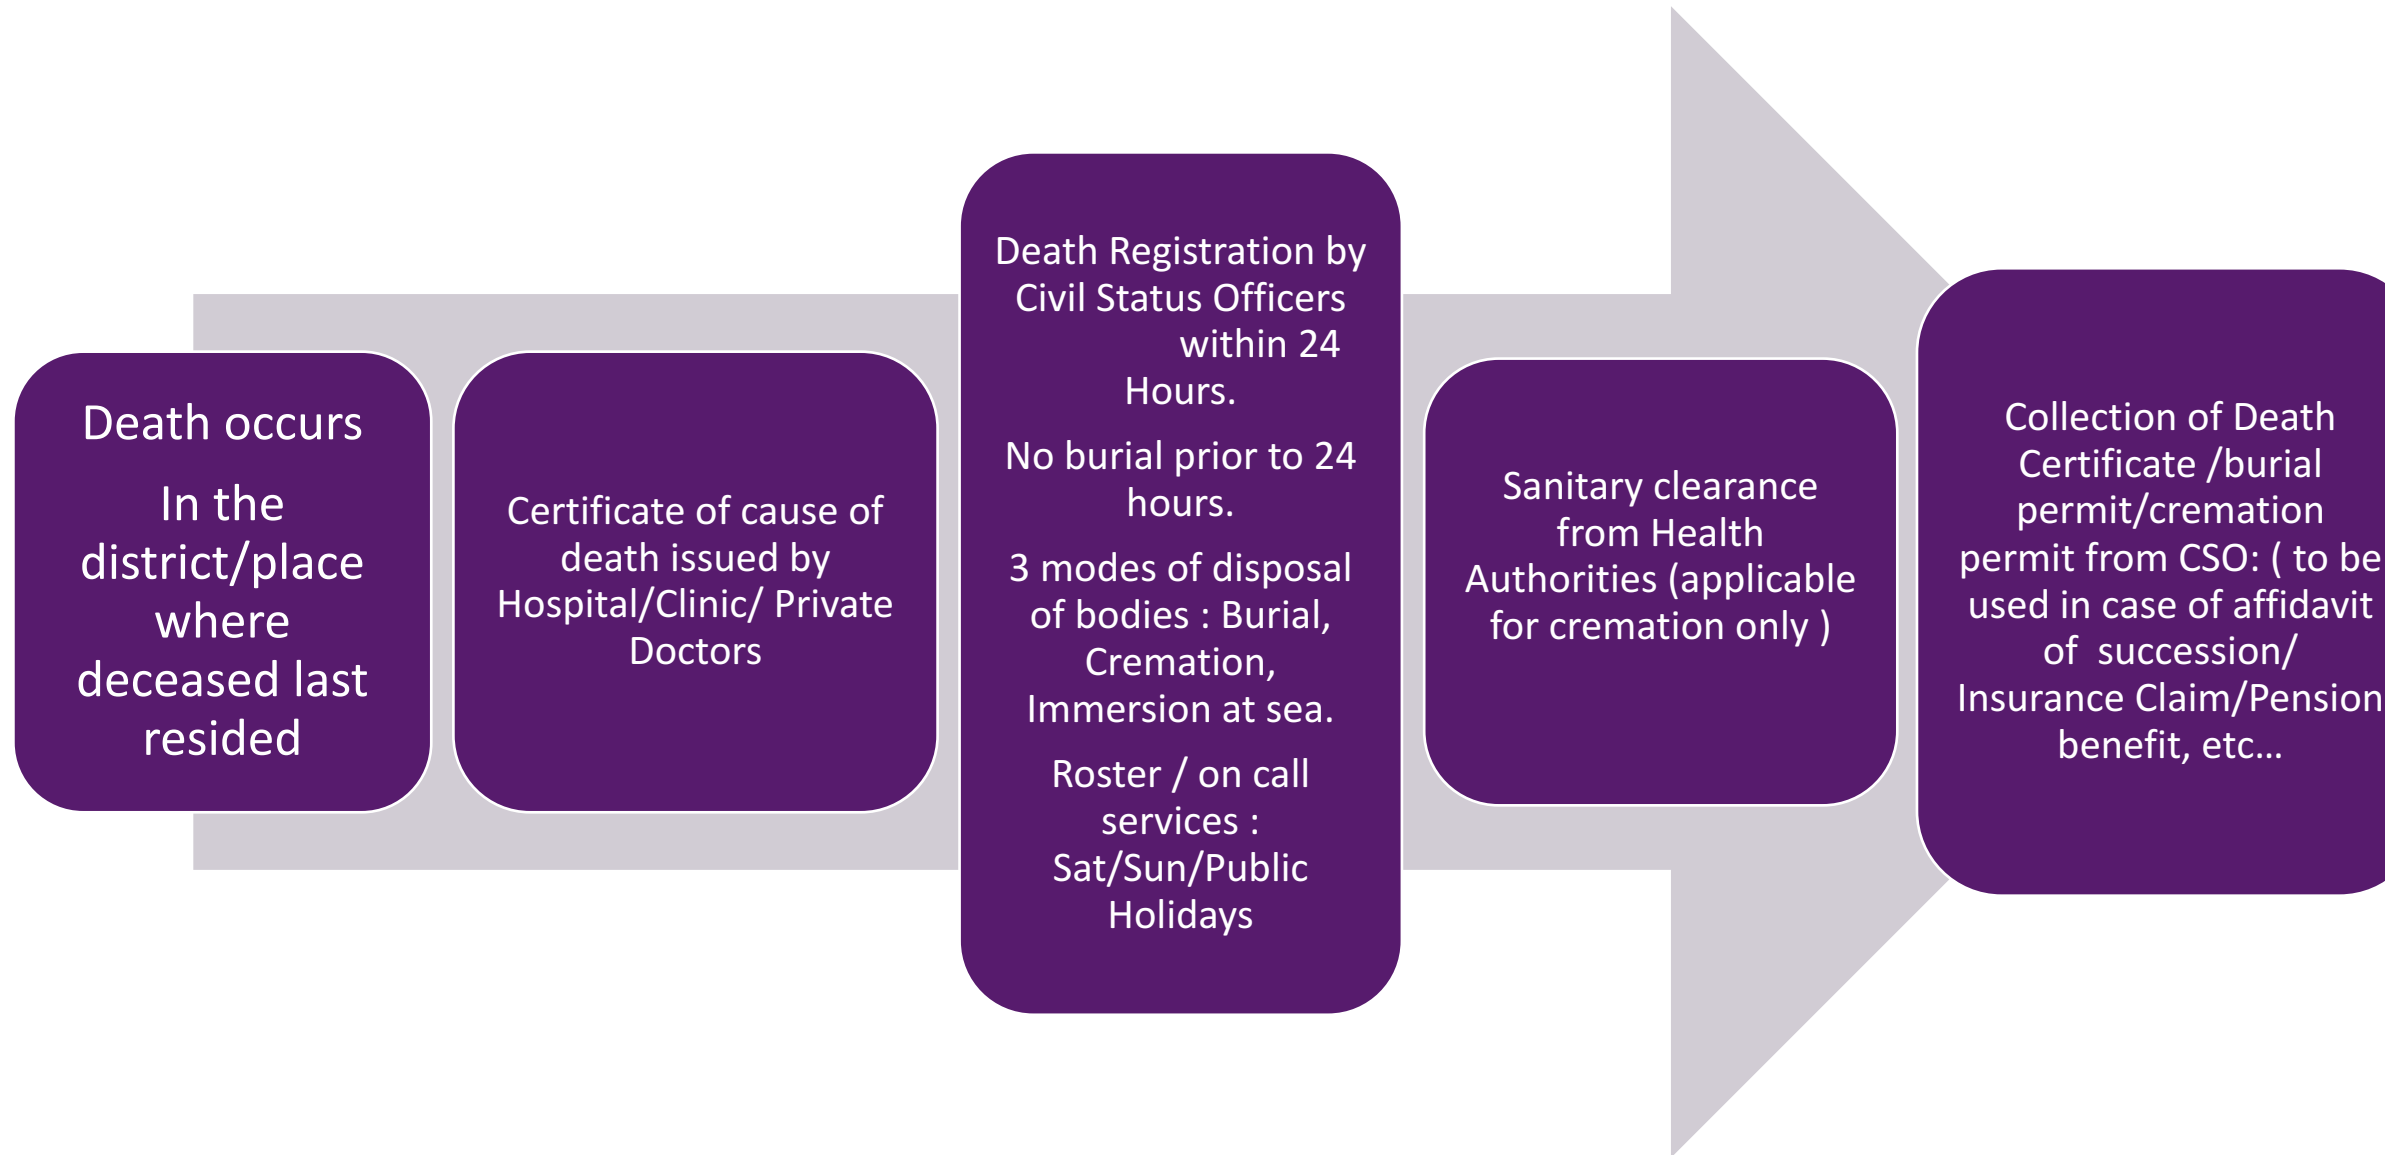 Death occurs
In the
district/place
where
deceased last
resided
Certificate of cause of
death issued by
Hospital/Clinic/ Private
Doctors
Death Registration by
Civil Status Officers
within 24
Hours.
No burial prior to 24
hours.
3 modes of disposal
of bodies : Burial,
Cremation,
Immersion at sea.
Roster / on call
services :
Sat/Sun/Public
Holidays
Sanitary clearance
from Health
Authorities (applicable
for cremation only )
Collection of Death
Certificate /burial
permit/cremation
permit from CSO: ( to be
used in case of affidavit
of  succession/
Insurance Claim/Pension
benefit, etc...